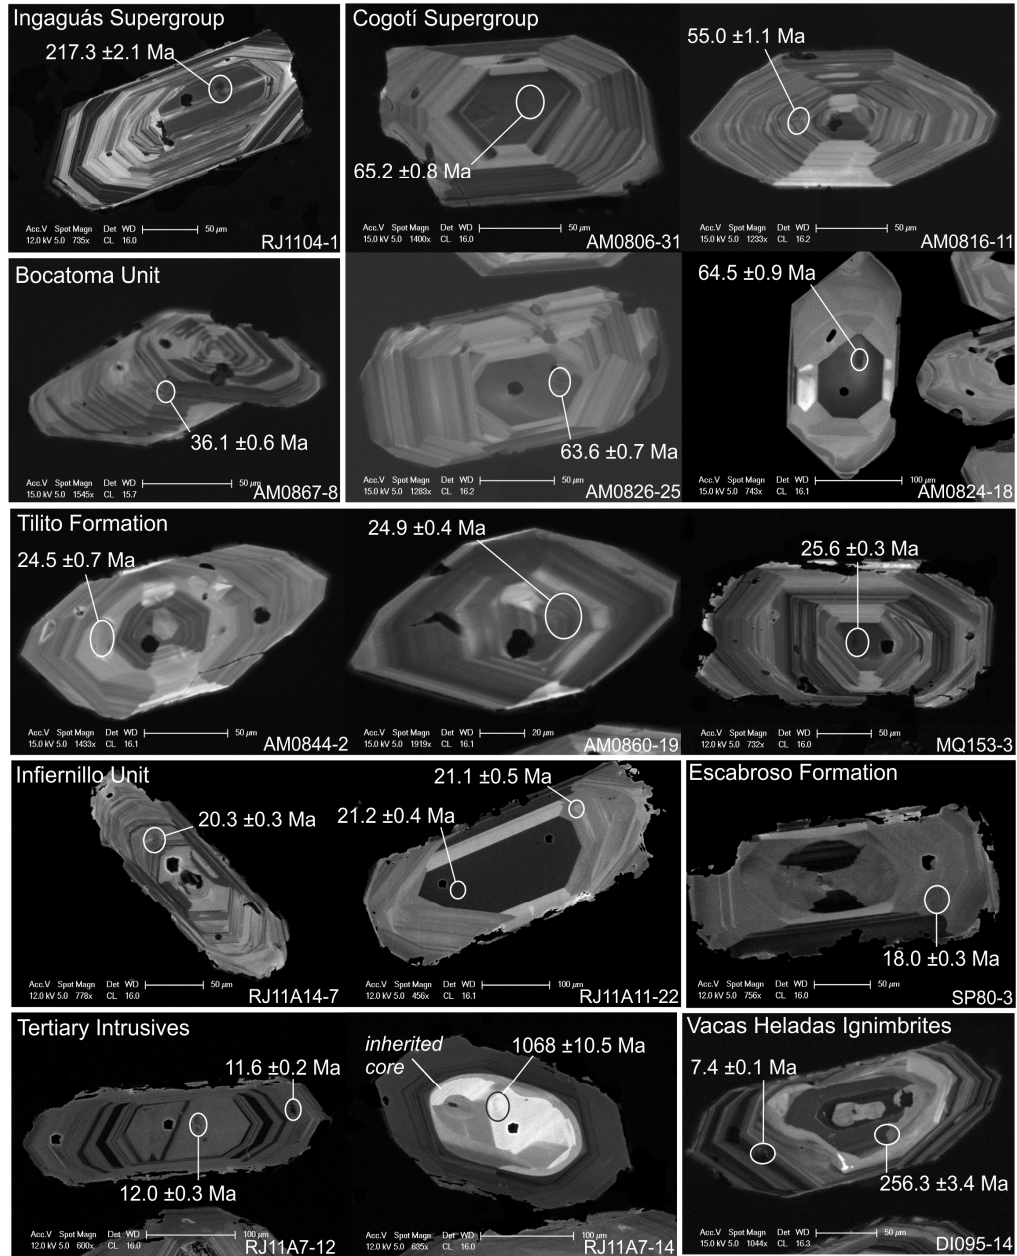 Ingaguás Supergroup
217.3 ±2.1 Ma
Acc.V Spot Magn Det WD 50 µm
12.0 kV 5.0 735x CL 16.0
RJ1104-1
Cogotí Supergroup
65.2 ±0.8 Ma
Acc.V Spot Magn Det WD 50 µm
15.0 kV 5.0 1400x CL 16.0
AM0806-31
55.0 ±1.1 Ma
Acc.V Spot Magn Det WD 50 µm
15.0 kV 5.0 1233x CL 16.2
AM0816-11
Bocatoma Unit
36.1 ±0.6 Ma
Acc.V Spot Magn Det WD 50 µm
15.0 kV 5.0 1545x CL 15.7
AM0867-8
63.6 ±0.7 Ma
Acc.V Spot Magn Det WD 50 µm
15.0 kV 5.0 1283x CL 16.2
AM0826-25
64.5 ±0.9 Ma
Acc.V Spot Magn Det WD 100 µm
15.0 kV 5.0 743x CL 16.1
AM0824-18
Tilito Formation
24.5 ±0.7 Ma
Acc.V Spot Magn Det WD 50 µm
15.0 kV 5.0 1433x CL 16.1
AM0844-2
24.9 ±0.4 Ma
Acc.V Spot Magn Det WD 20 µm
15.0 kV 5.0 1919x CL 16.1
AM0860-19
25.6 ±0.3 Ma
Acc.V Spot Magn Det WD 50 µm
12.0 kV 5.0 732x CL 16.0
MQ153-3
Infiernillo Unit
20.3 ±0.3 Ma
Acc.V Spot Magn Det WD 50 µm
12.0 kV 5.0 778x CL 16.0
RJ11A14-7
21.1 ±0.5 Ma
21.2 ±0.4 Ma
Acc.V Spot Magn Det WD 100 µm
12.0 kV 5.0 456x CL 16.1
RJ11A11-22
Escabroso Formation
18.0 ±0.3 Ma
Acc.V Spot Magn Det WD 50 µm
12.0 kV 5.0 756x CL 16.0
SP80-3
Tertiary Intrusives
11.6 ±0.2 Ma
12.0 ±0.3 Ma
Acc.V Spot Magn Det WD 100 µm
12.0 kV 5.0 600x CL 16.0
RJ11A7-12
inherited
core
1068 ±10.5 Ma
Acc.V Spot Magn Det WD 100 µm
12.0 kV 5.0 635x CL 16.0
RJ11A7-14
Vacas Heladas Ignimbrites
7.4 ±0.1 Ma
256.3 ±3.4 Ma
Acc.V Spot Magn Det WD 50 µm
15.0 kV 5.0 1044x CL 16.3
DI095-14